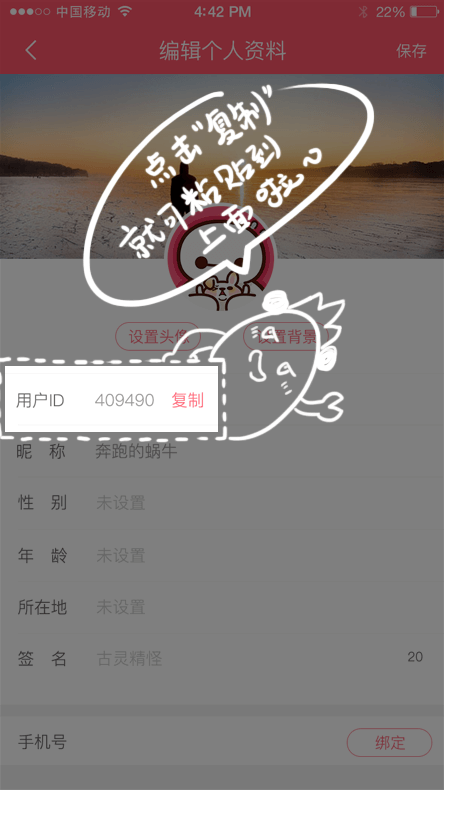 中国移动 4:42 PM 22%
编辑个人资料 保存
点击"复制"
就可粘贴到
上面啦~
设置头像 设置背景
用户ID 409490 复制
昵 称 奔跑的蜗牛
性 别 未设置
年 龄 未设置
所在地 未设置
签 名 古灵精怪 20
手机号 绑定